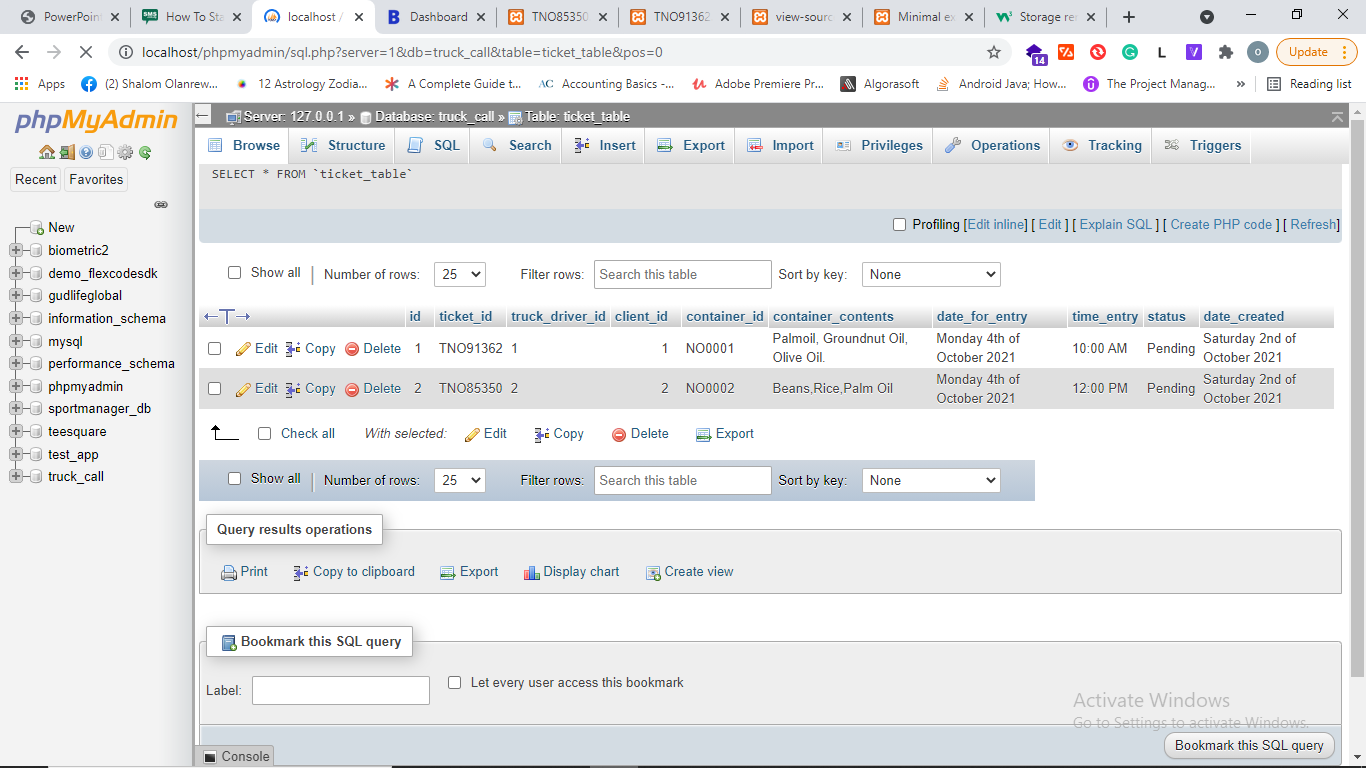 PowerPoin
How To Sta
localhost /
Dashboard
TNO85350
TNO91362
view-sourc
Minimal ex
Storage re
localhost/phpmyadmin/sql.php?server=1&db=truck_call&table=ticket_table&pos=0
14
L
V
o
Update
Apps
(2) Shalom Olanrew...
12 Astrology Zodia...
A Complete Guide t...
AC Accounting Basics -...
Adobe Premiere Pr...
Algorasoft
Android Java; How...
The Project Manag...
»
Reading list
phpMyAdmin
Recent
Favorites
New
biometric2
demo_flexcodesdk
gudlifeglobal
information_schema
mysql
performance_schema
phpmyadmin
sportmanager_db
teesquare
test_app
truck_call
Server: 127.0.0.1 » Database: truck_call » Table: ticket_table
Browse Structure SQL Search Insert Export Import Privileges Operations Tracking Triggers
SELECT * FROM `ticket_table`
Profiling [Edit inline] [ Edit ] [ Explain SQL ] [ Create PHP code ] [ Refresh]
Show all | Number of rows: 25 Filter rows: Search this table Sort by key: None
←T→ id ticket_id truck_driver_id client_id container_id container_contents date_for_entry time_entry status date_created
Edit Copy Delete 1 TNO91362 1 1 NO0001 Palmoil, Groundnut Oil, Olive Oil. Monday 4th of October 2021 10:00 AM Pending Saturday 2nd of October 2021
Edit Copy Delete 2 TNO85350 2 2 NO0002 Beans,Rice,Palm Oil Monday 4th of October 2021 12:00 PM Pending Saturday 2nd of October 2021
Check all With selected: Edit Copy Delete Export
Show all | Number of rows: 25 Filter rows: Search this table Sort by key: None
Query results operations
Print Copy to clipboard Export Display chart Create view
Bookmark this SQL query
Label: Let every user access this bookmark
Activate Windows
Go to Settings to activate Windows.
Bookmark this SQL query
Console